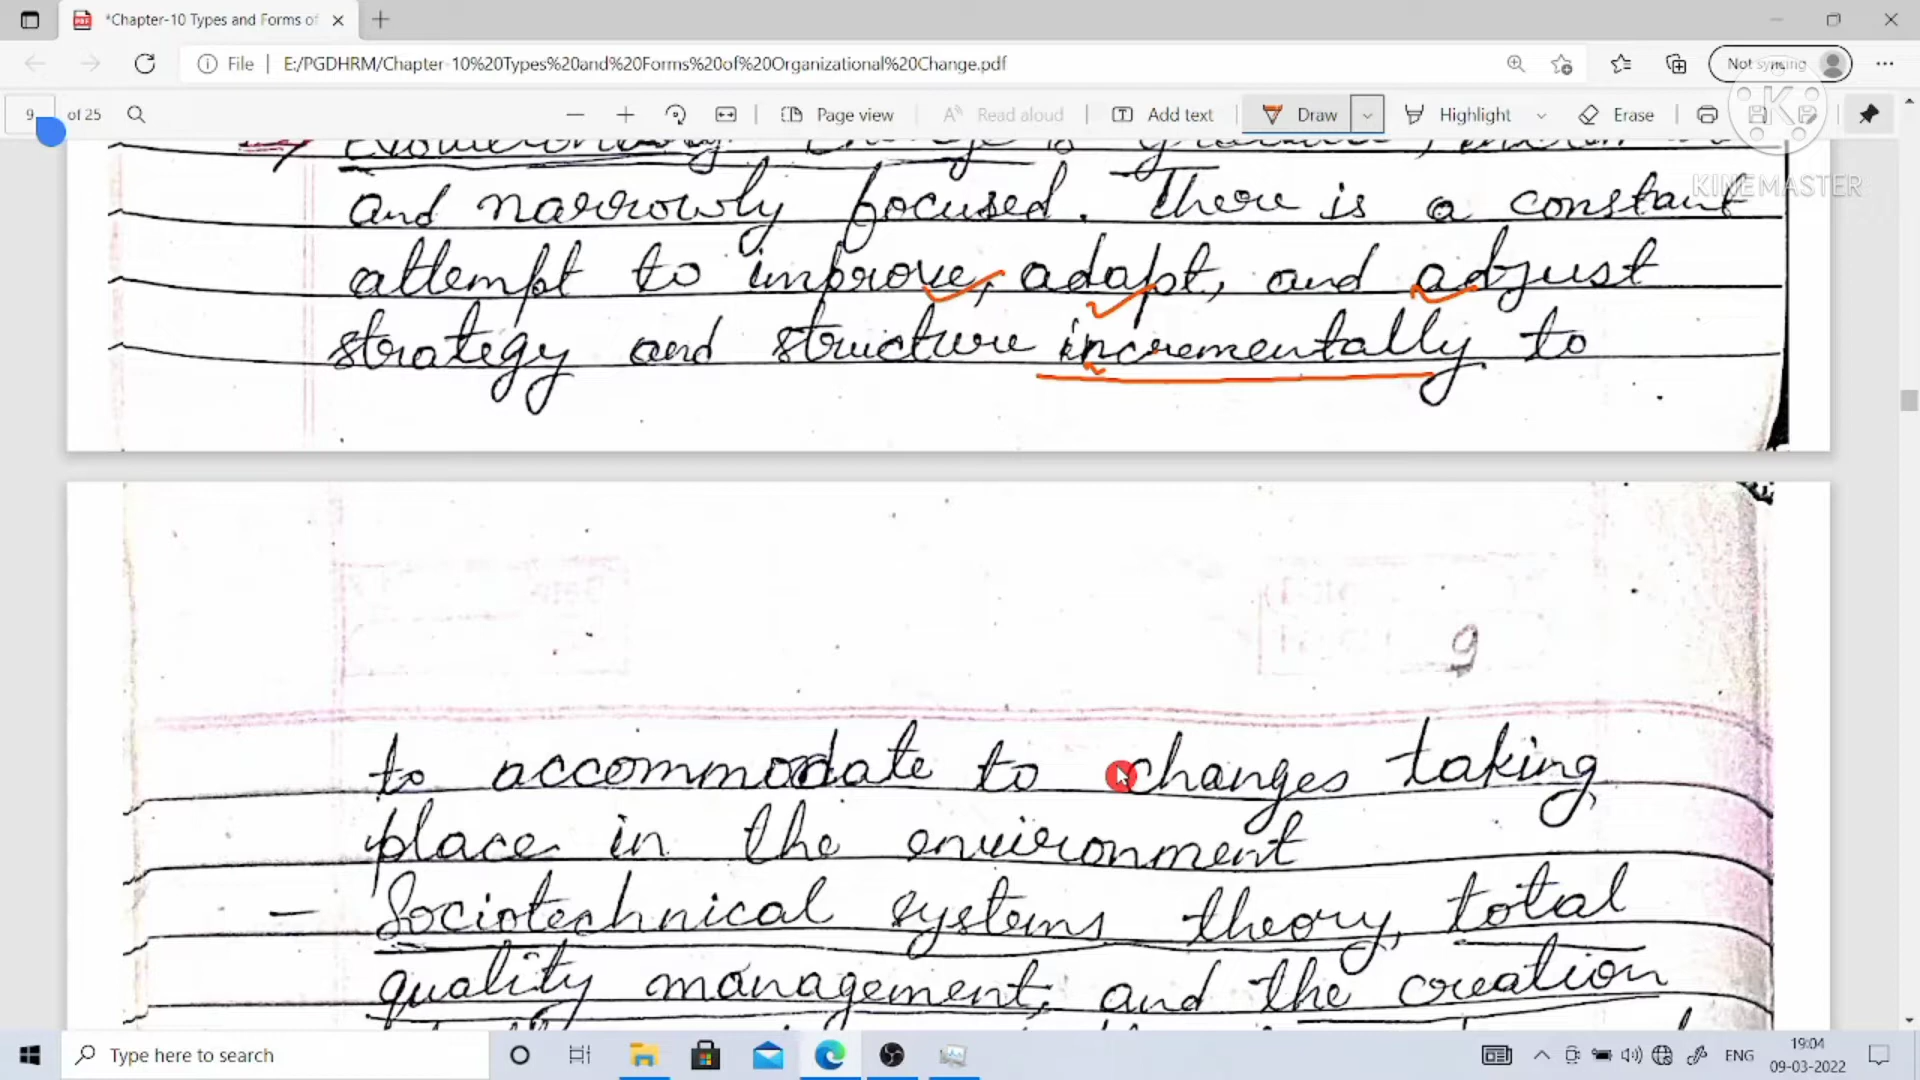 *Chapter-10 Types and Forms of
File
E:/PGDHRM/Chapter-10%20Types%20and%20Forms%20of%20Organizational%20Change.pdf
Not syncing
9 of 25
Page view
Read aloud
Add text
Draw
Highlight
Erase
K
KINEMASTER
Evolutionary change is gradual,
and narrowly focused. There is a constant
attempt to improve, adapt, and adjust
strategy and structure incrementally to
9
to accommodate to changes taking
place in the environment
- Sociotechnical systems theory, total
quality management, and the creation
Type here to search
ENG
19:04
09-03-2022